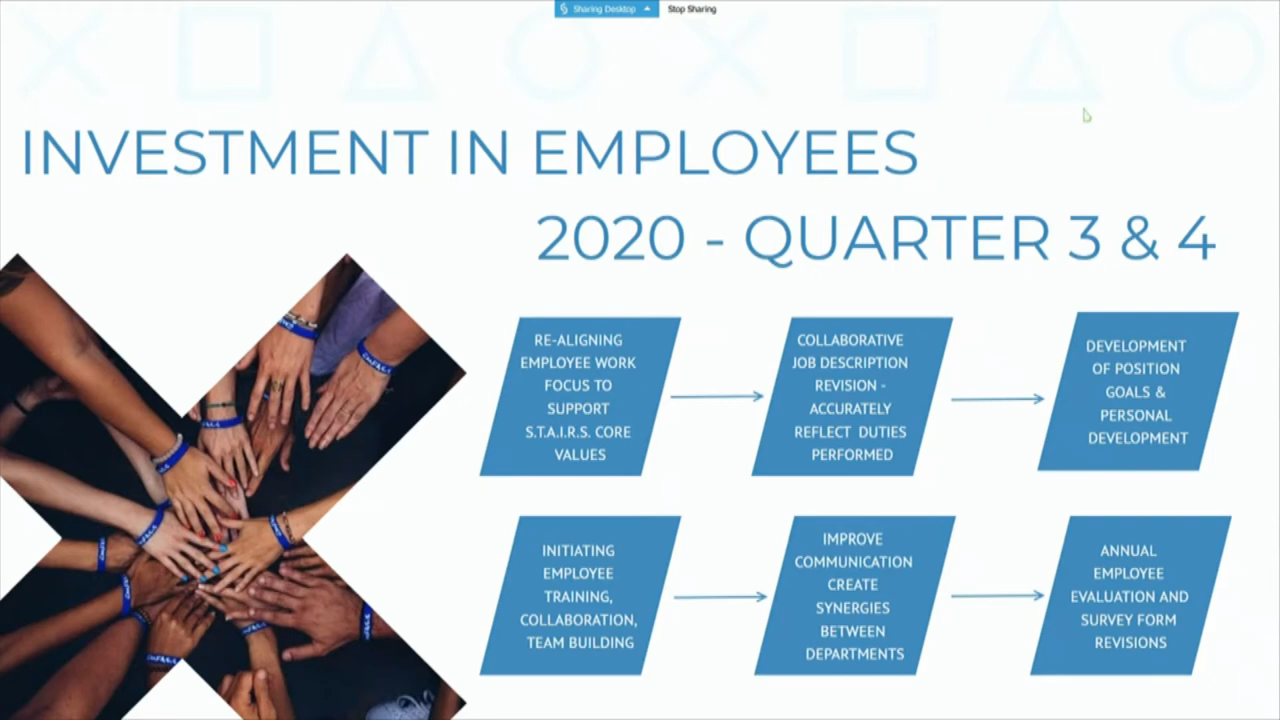 Sharing Desktop Stop Sharing
INVESTMENT IN EMPLOYEES
2020 - QUARTER 3 & 4
RE-ALIGNING
EMPLOYEE WORK
FOCUS TO
SUPPORT
S.T.A.I.R.S. CORE
VALUES
COLLABORATIVE
JOB DESCRIPTION
REVISION -
ACCURATELY
REFLECT DUTIES
PERFORMED
DEVELOPMENT
OF POSITION
GOALS &
PERSONAL
DEVELOPMENT
INITIATING
EMPLOYEE
TRAINING,
COLLABORATION,
TEAM BUILDING
IMPROVE
COMMUNICATION
CREATE
SYNERGIES
BETWEEN
DEPARTMENTS
ANNUAL
EMPLOYEE
EVALUATION AND
SURVEY FORM
REVISIONS